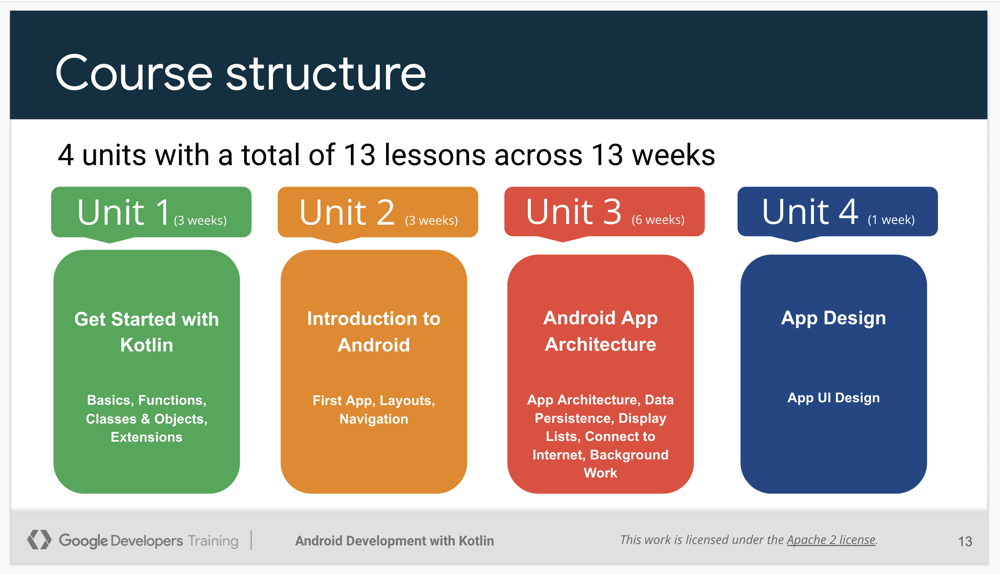 Course structure
4 units with a total of 13 lessons across 13 weeks
Unit 1 (3 weeks)
Get Started with
Kotlin
Basics, Functions,
Classes & Objects,
Extensions
Unit 2 (3 weeks)
Introduction to
Android
First App, Layouts,
Navigation
Unit 3 (6 weeks)
Android App
Architecture
App Architecture, Data
Persistence, Display
Lists, Connect to
Internet, Background
Work
Unit 4 (1 week)
App Design
App UI Design
Google Developers Training
Android Development with Kotlin
This work is licensed under the Apache 2 license.
13